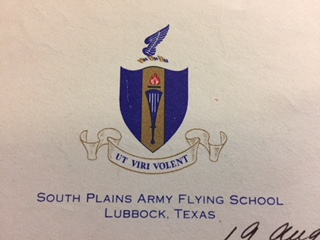 UT VIRI VOLENT
SOUTH PLAINS ARMY FLYING SCHOOL
LUBBOCK, TEXAS
19 Aug